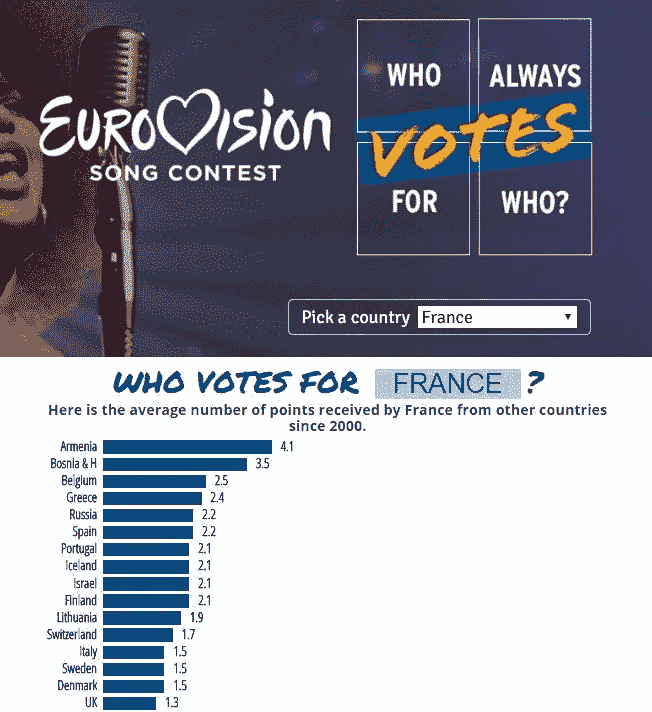 WHO ALWAYS
EUROVISION
VOTES
SONG CONTEST
FOR WHO?
Pick a country France
WHO VOTES FOR FRANCE ?
Here is the average number of points received by France from other countries
since 2000.
Armenia 4.1
Bosnia & H 3.5
Belgium 2.5
Greece 2.4
Russia 2.2
Spain 2.2
Portugal 2.1
Iceland 2.1
Israel 2.1
Finland 2.1
Lithuania 1.9
Switzerland 1.7
Italy 1.5
Sweden 1.5
Denmark 1.5
UK 1.3